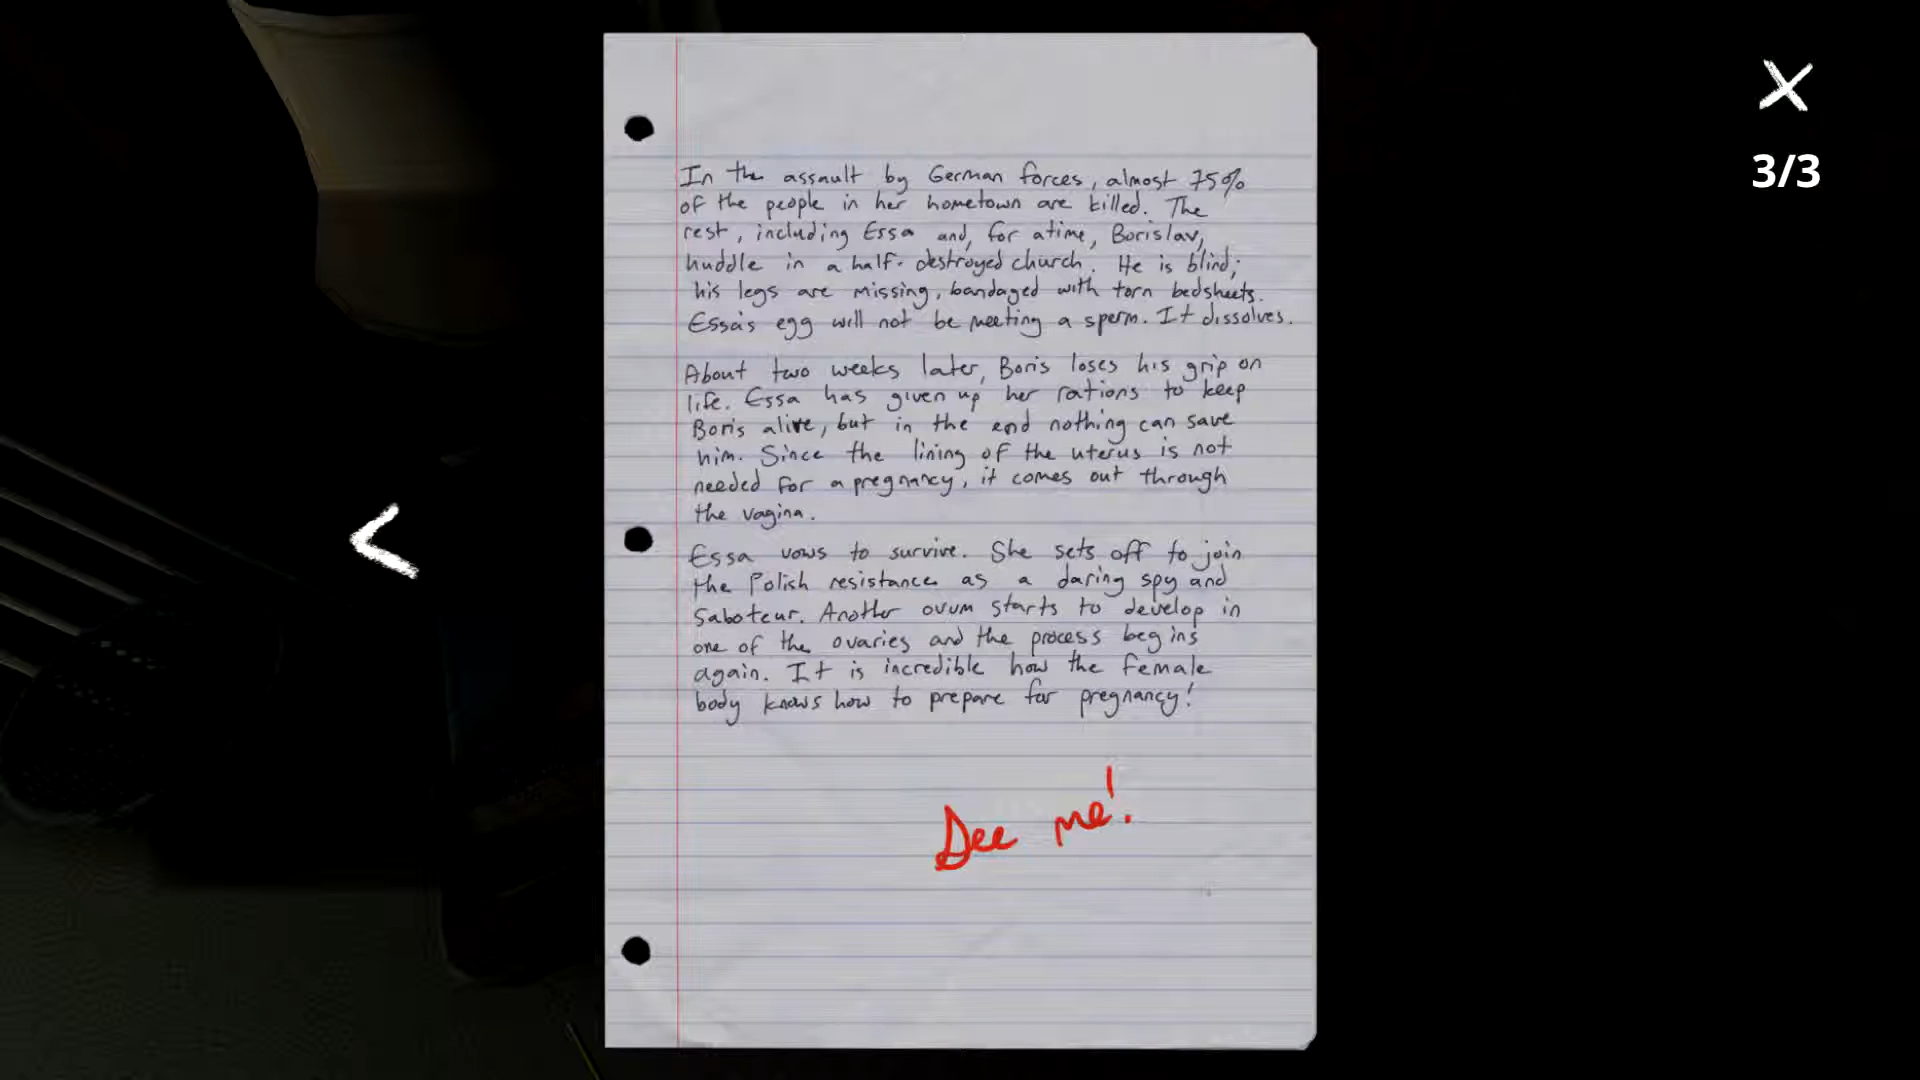 3/3
In the assault by German forces, almost 75%
of the people in her hometown are killed. The
rest, including Essa and, for a time, Borislav,
huddle in a half-destroyed church. He is blind;
his legs are missing, bandaged with torn bedsheets.
Essa's egg will not be meeting a sperm. It dissolves.
About two weeks later, Boris loses his grip on
life. Essa has given up her rations to keep
Boris alive, but in the end nothing can save
him. Since the lining of the uterus is not
needed for a pregnancy, it comes out through
the vagina.
Essa vows to survive. She sets off to join
the Polish resistance as a daring spy and
saboteur. Another ovum starts to develop in
one of the ovaries and the process begins
again. It is incredible how the female
body knows how to prepare for pregnancy!
See me!